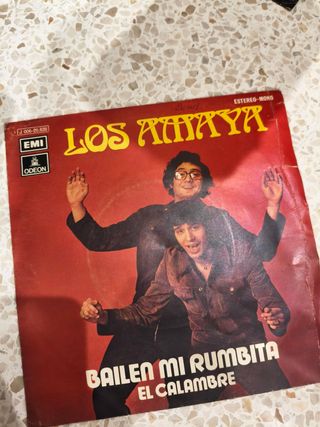 ESTEREO-MONO
EMI
ODEON
LOS AMAYA
BAILEN MI RUMBITA
EL CALAMBRE